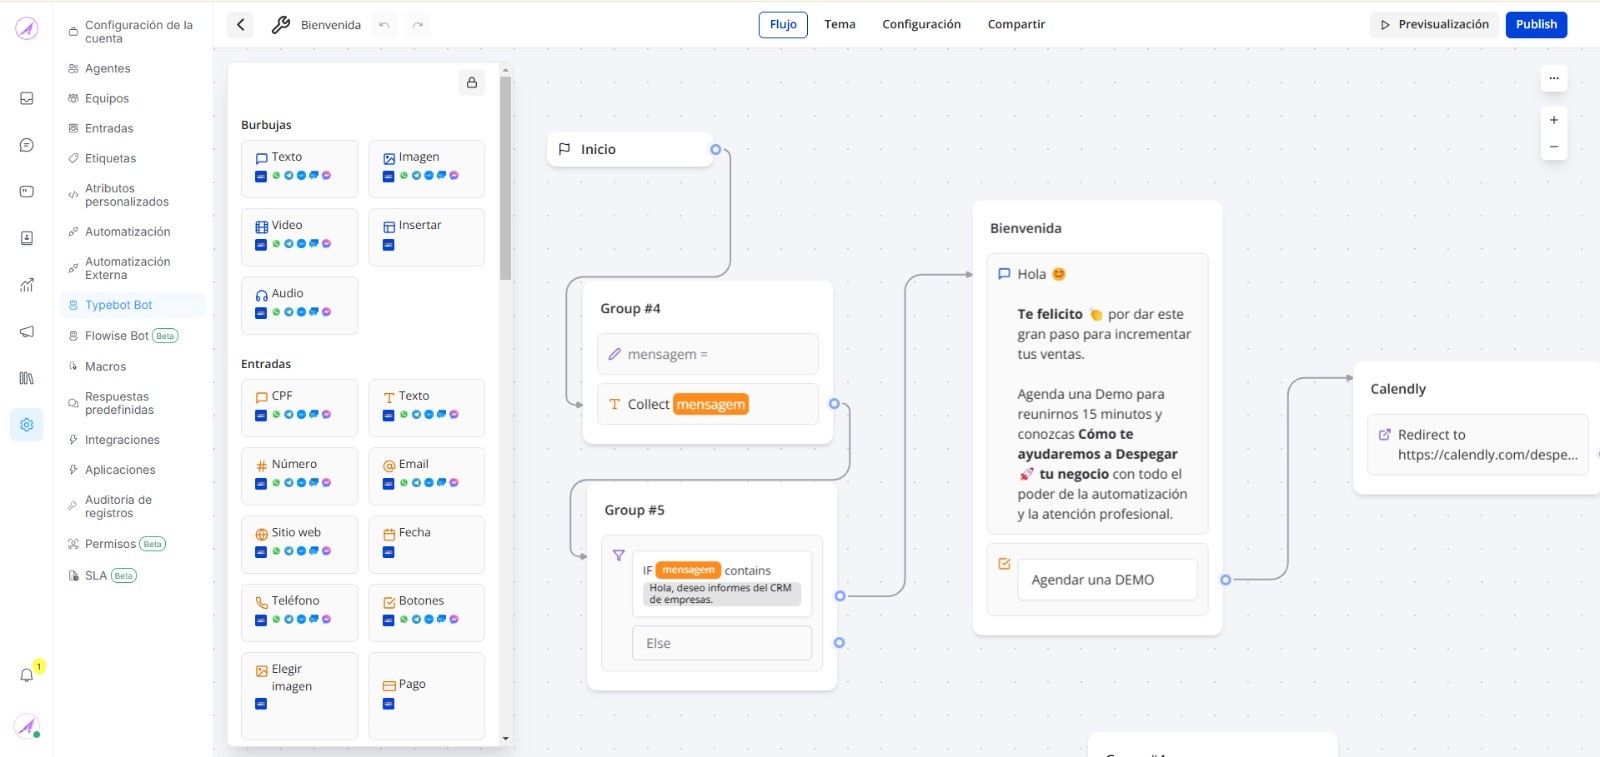 Configuración de la
cuenta
Agentes
Equipos
Entradas
Etiquetas
Atributos
personalizados
Automatización
Automatización
Externa
Typebot Bot
Flowise Bot Beta
Macros
Respuestas
predefinidas
Integraciones
Aplicaciones
Auditoría de
registros
Permisos Beta
SLA Beta
1
Bienvenida
Flujo
Tema
Configuración
Compartir
Previsualización
Publish
Burbujas
Texto
Imagen
Video
Insertar
Audio
Entradas
CPF
Texto
Número
Email
Sitio web
Fecha
Teléfono
Botones
Elegir
imagen
Pago
Inicio
Group #4
mensagem =
Collect mensagem
Group #5
IF mensagem contains
Hola, deseo informes del CRM
de empresas.
Else
Bienvenida
Hola 😊
Te felicito 👏 por dar este
gran paso para incrementar
tus ventas.
Agenda una Demo para
reunirnos 15 minutos y
conozcas Cómo te
ayudaremos a Despegar
🚀 tu negocio con todo el
poder de la automatización
y la atención profesional.
Agendar una DEMO
Calendly
Redirect to
https://calendly.com/despe...